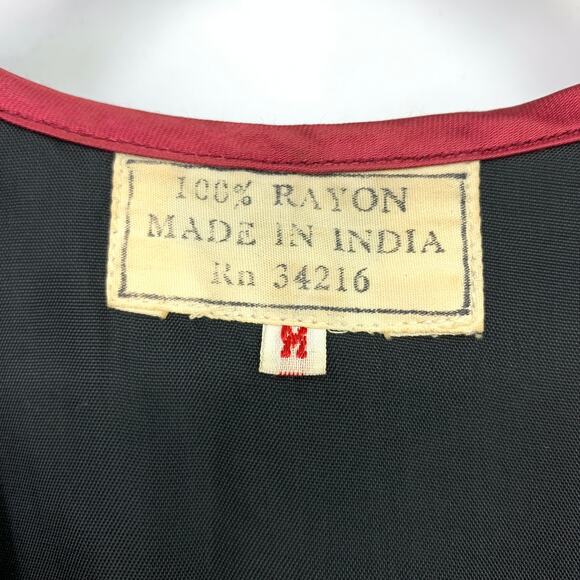 100% RAYON
MADE IN INDIA
Rn 34216
M